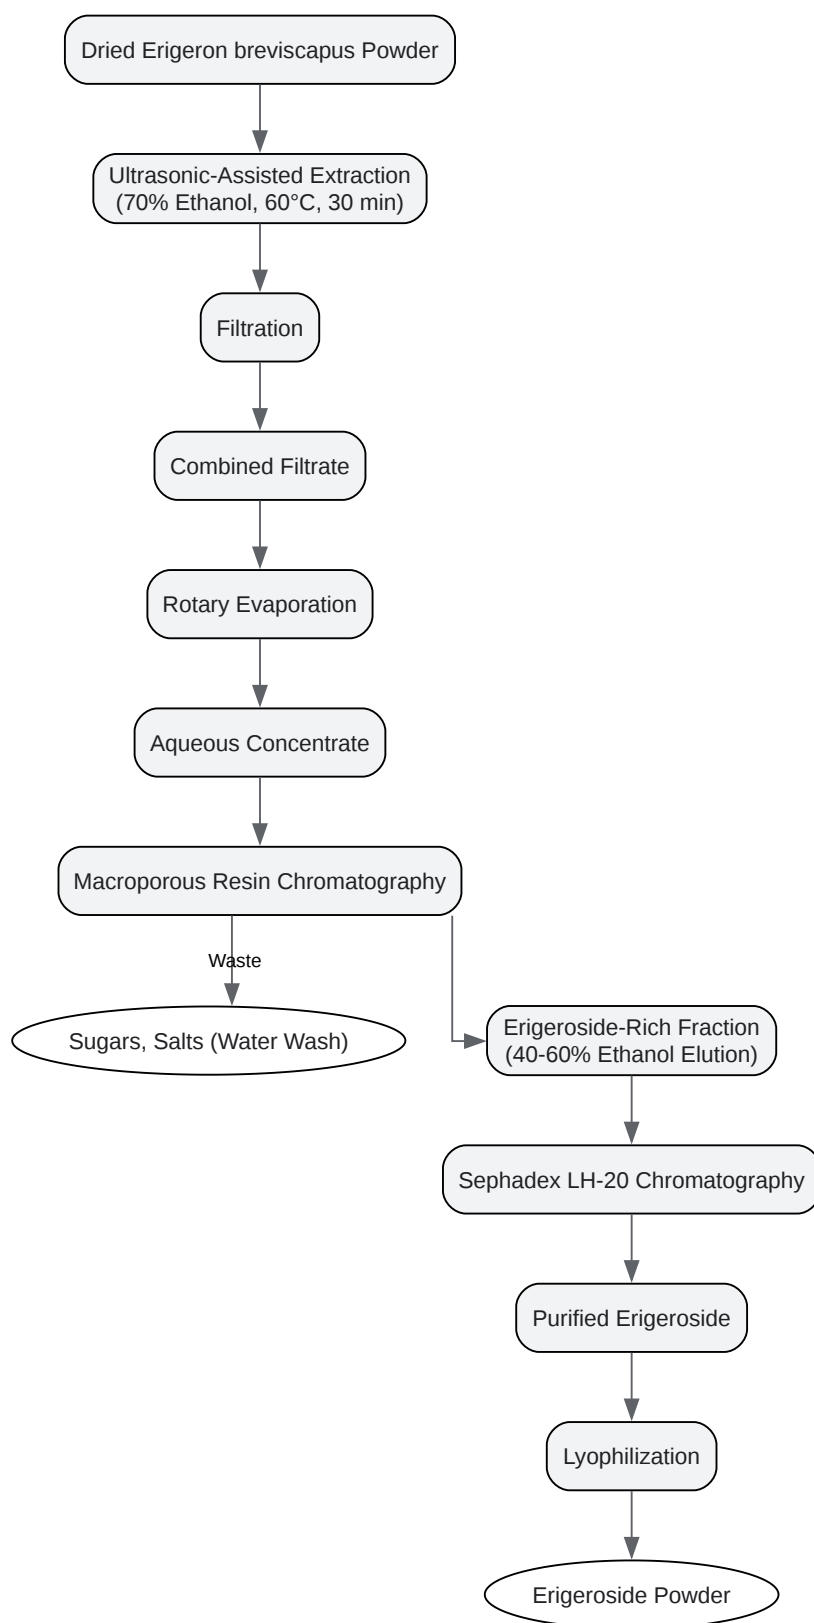 Dried Erigeron breviscapus Powder
Ultrasonic-Assisted Extraction
(70% Ethanol, 60°C, 30 min)
Filtration
Combined Filtrate
Rotary Evaporation
Aqueous Concentrate
Macroporous Resin Chromatography
Waste
Sugars, Salts (Water Wash)
Erigeroside-Rich Fraction
(40-60% Ethanol Elution)
Sephadex LH-20 Chromatography
Purified Erigeroside
Lyophilization
Erigeroside Powder